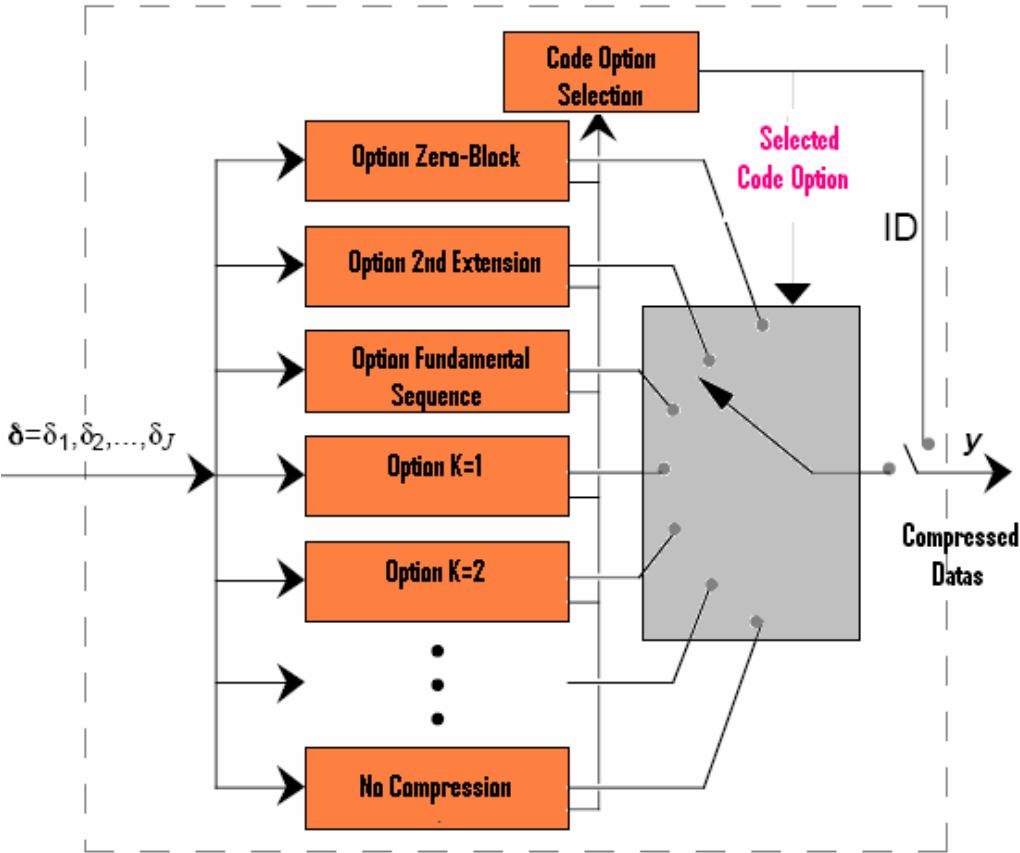 Code Option
Selection
Option Zero-Block
Selected
Code Option
ID
Option 2nd Extension
Option Fundamental
Sequence
δ=δ1,δ2,...,δJ
Option K=1
y
Compressed
Datas
Option K=2
No Compression